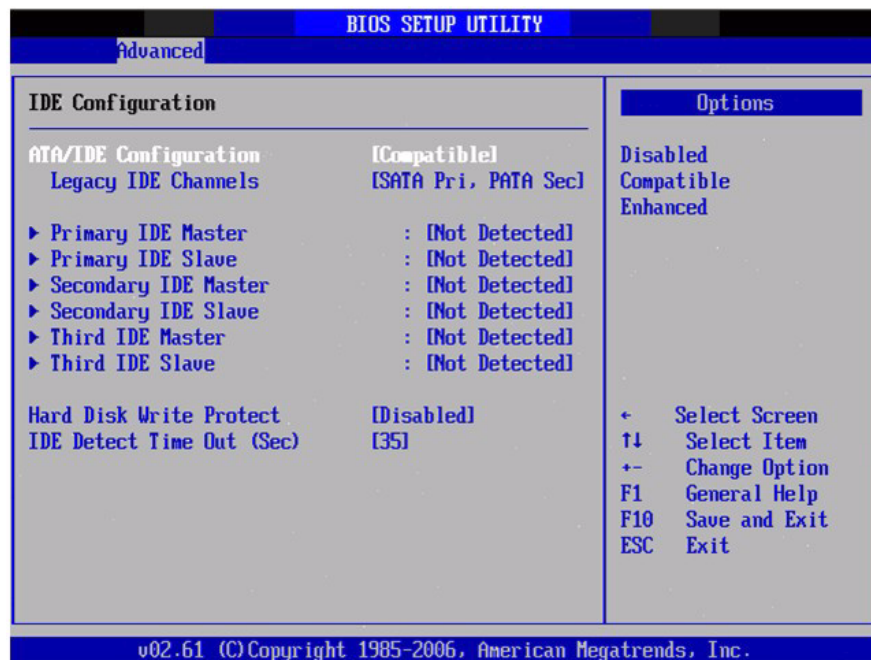 BIOS SETUP UTILITY
Advanced
IDE Configuration
ATA/IDE Configuration [Compatible]
Legacy IDE Channels [SATA Pri, PATA Sec]
▶ Primary IDE Master : [Not Detected]
▶ Primary IDE Slave : [Not Detected]
▶ Secondary IDE Master : [Not Detected]
▶ Secondary IDE Slave : [Not Detected]
▶ Third IDE Master : [Not Detected]
▶ Third IDE Slave : [Not Detected]
Hard Disk Write Protect [Disabled]
IDE Detect Time Out (Sec) [35]
Options
Disabled
Compatible
Enhanced
← Select Screen
↑↓ Select Item
+- Change Option
F1 General Help
F10 Save and Exit
ESC Exit
v02.61 (C)Copyright 1985-2006, American Megatrends, Inc.